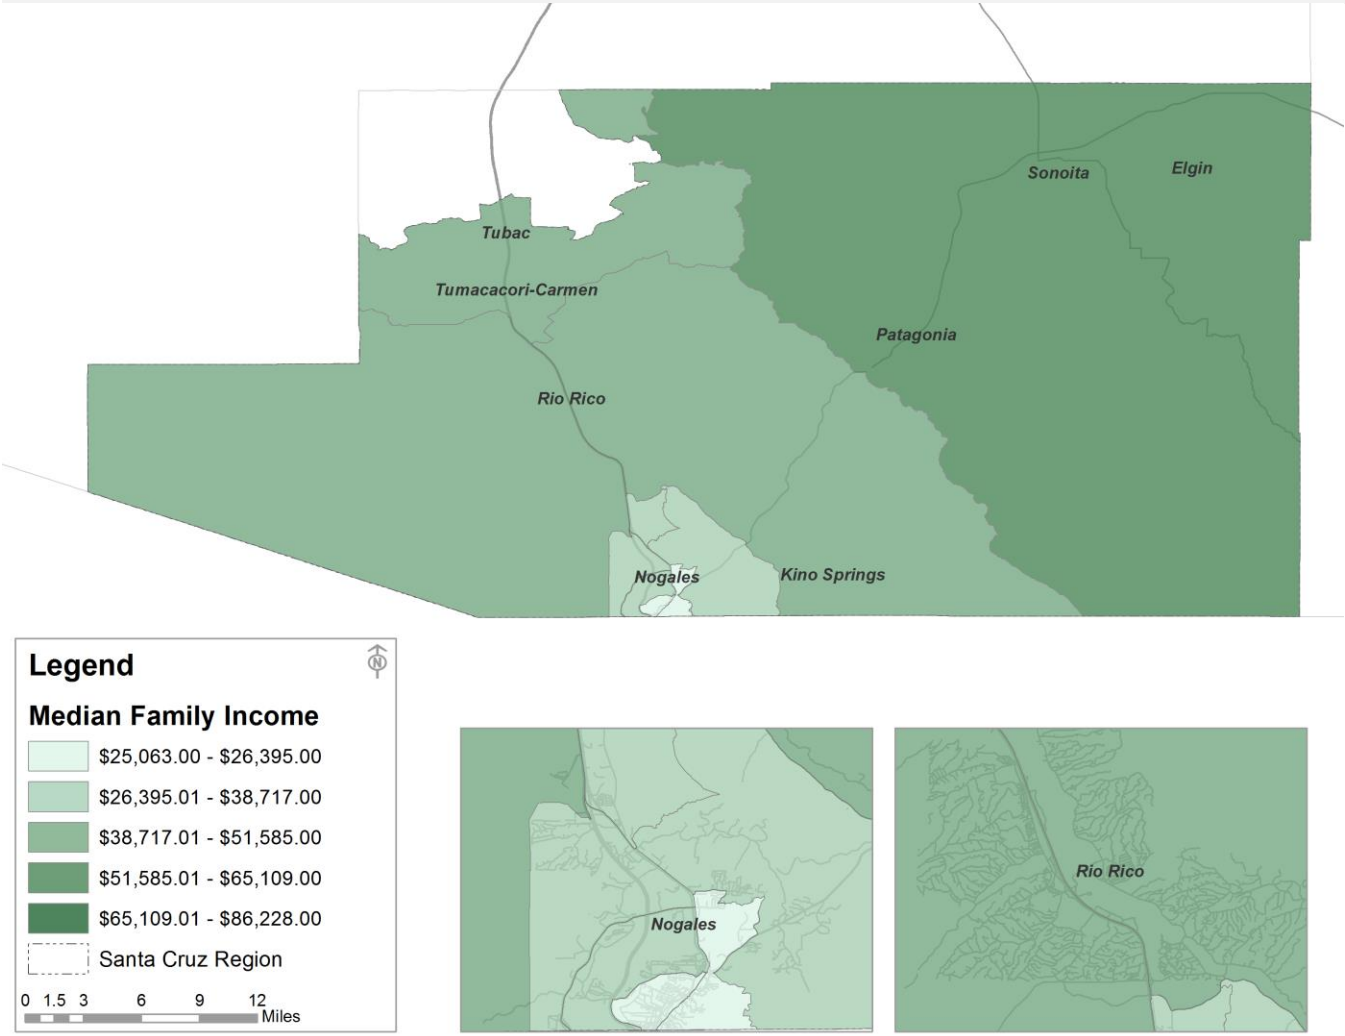 Sonoita
Elgin
Tubac
Tumacacori-Carmen
Patagonia
Rio Rico
Nogales
Kino Springs
Legend
N
Median Family Income
$25,063.00 - $26,395.00
$26,395.01 - $38,717.00
$38,717.01 - $51,585.00
$51,585.01 - $65,109.00
$65,109.01 - $86,228.00
Santa Cruz Region
0 1.5 3 6 9 12
Miles
Nogales
Rio Rico